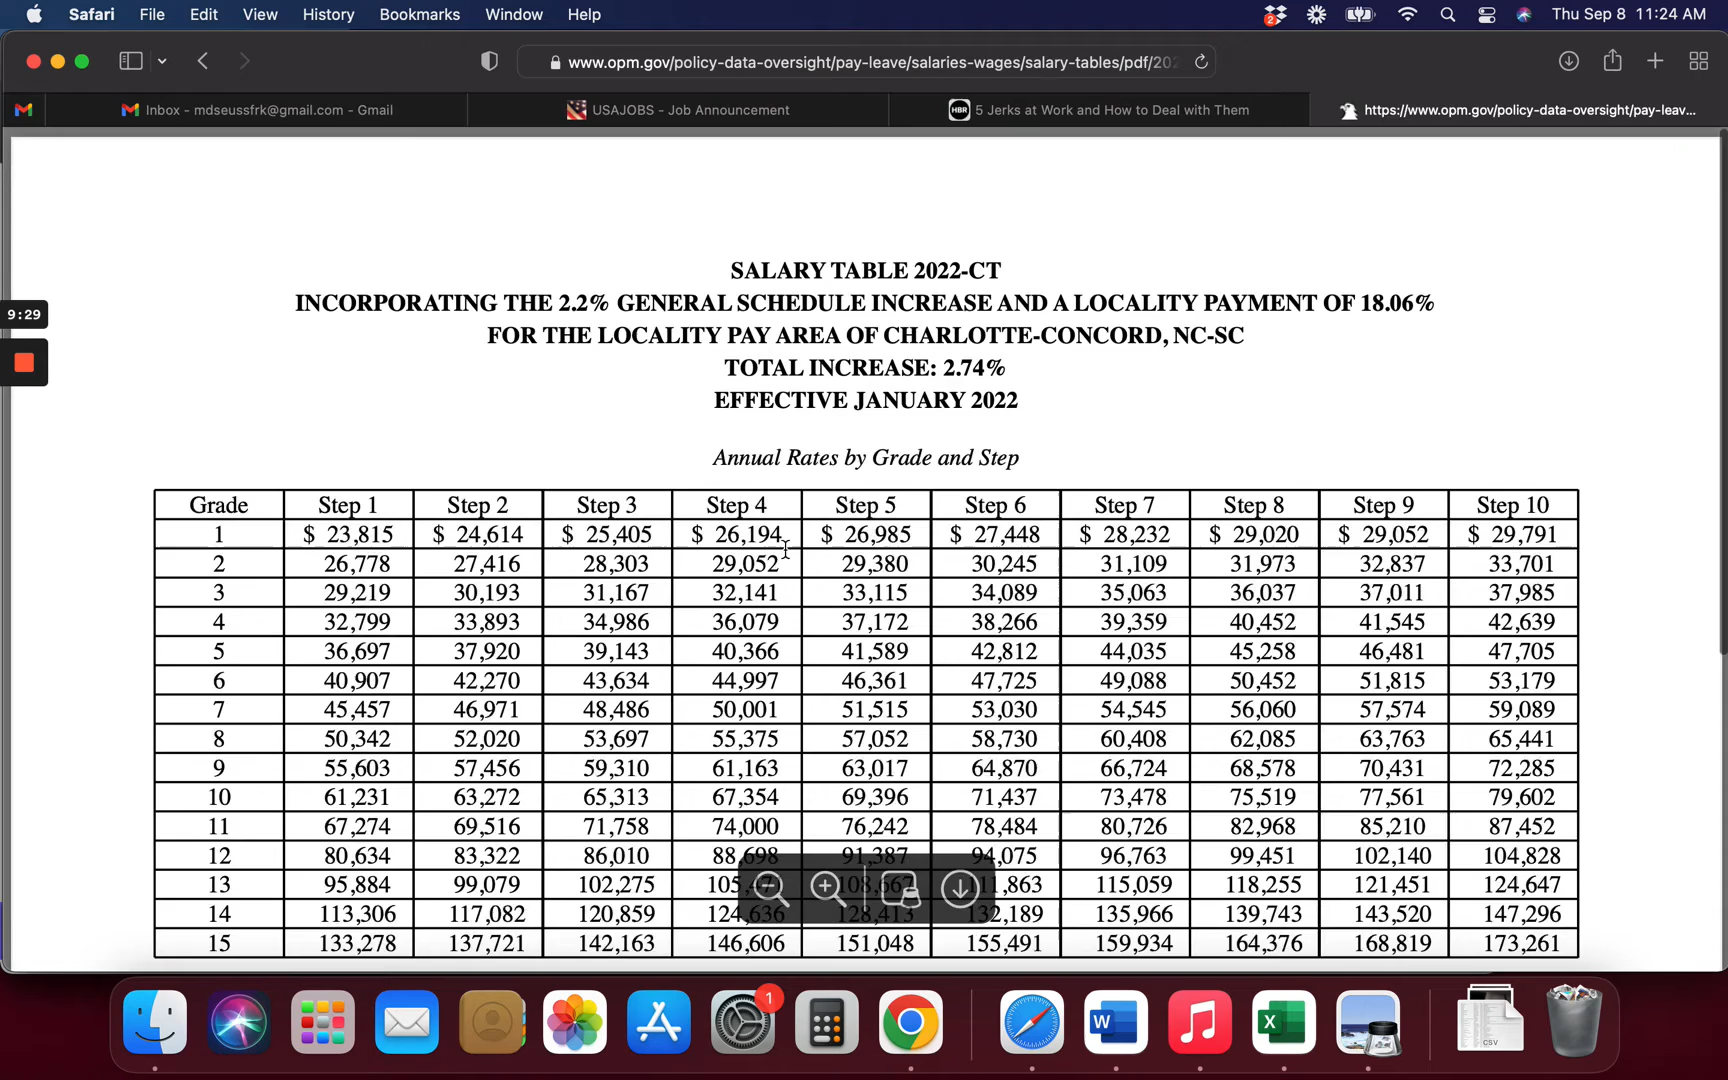 Safari File Edit View History Bookmarks Window Help 2 Thu Sep 8 11:24 AM
www.opm.gov/policy-data-oversight/pay-leave/salaries-wages/salary-tables/pdf/202
Inbox - mdseussfrk@gmail.com - Gmail USAJOBS - Job Announcement HBR 5 Jerks at Work and How to Deal with Them https://www.opm.gov/policy-data-oversight/pay-leav...
SALARY TABLE 2022-CT
INCORPORATING THE 2.2% GENERAL SCHEDULE INCREASE AND A LOCALITY PAYMENT OF 18.06%
9:29
FOR THE LOCALITY PAY AREA OF CHARLOTTE-CONCORD, NC-SC
TOTAL INCREASE: 2.74%
EFFECTIVE JANUARY 2022
Annual Rates by Grade and Step
Grade Step 1 Step 2 Step 3 Step 4 Step 5 Step 6 Step 7 Step 8 Step 9 Step 10
1 $ 23,815 $ 24,614 $ 25,405 $ 26,194 $ 26,985 $ 27,448 $ 28,232 $ 29,020 $ 29,052 $ 29,791
2 26,778 27,416 28,303 29,052 29,380 30,245 31,109 31,973 32,837 33,701
3 29,219 30,193 31,167 32,141 33,115 34,089 35,063 36,037 37,011 37,985
4 32,799 33,893 34,986 36,079 37,172 38,266 39,359 40,452 41,545 42,639
5 36,697 37,920 39,143 40,366 41,589 42,812 44,035 45,258 46,481 47,705
6 40,907 42,270 43,634 44,997 46,361 47,725 49,088 50,452 51,815 53,179
7 45,457 46,971 48,486 50,001 51,515 53,030 54,545 56,060 57,574 59,089
8 50,342 52,020 53,697 55,375 57,052 58,730 60,408 62,085 63,763 65,441
9 55,603 57,456 59,310 61,163 63,017 64,870 66,724 68,578 70,431 72,285
10 61,231 63,272 65,313 67,354 69,396 71,437 73,478 75,519 77,561 79,602
11 67,274 69,516 71,758 74,000 76,242 78,484 80,726 82,968 85,210 87,452
12 80,634 83,322 86,010 88,698 91,387 94,075 96,763 99,451 102,140 104,828
13 95,884 99,079 102,275 108,667 115,059 118,255 121,451 124,647
14 113,306 117,082 120,859 124,636 128,413 132,189 135,966 139,743 143,520 147,296
15 133,278 137,721 142,163 146,606 151,048 155,491 159,934 164,376 168,819 173,261
1
W X
CSV